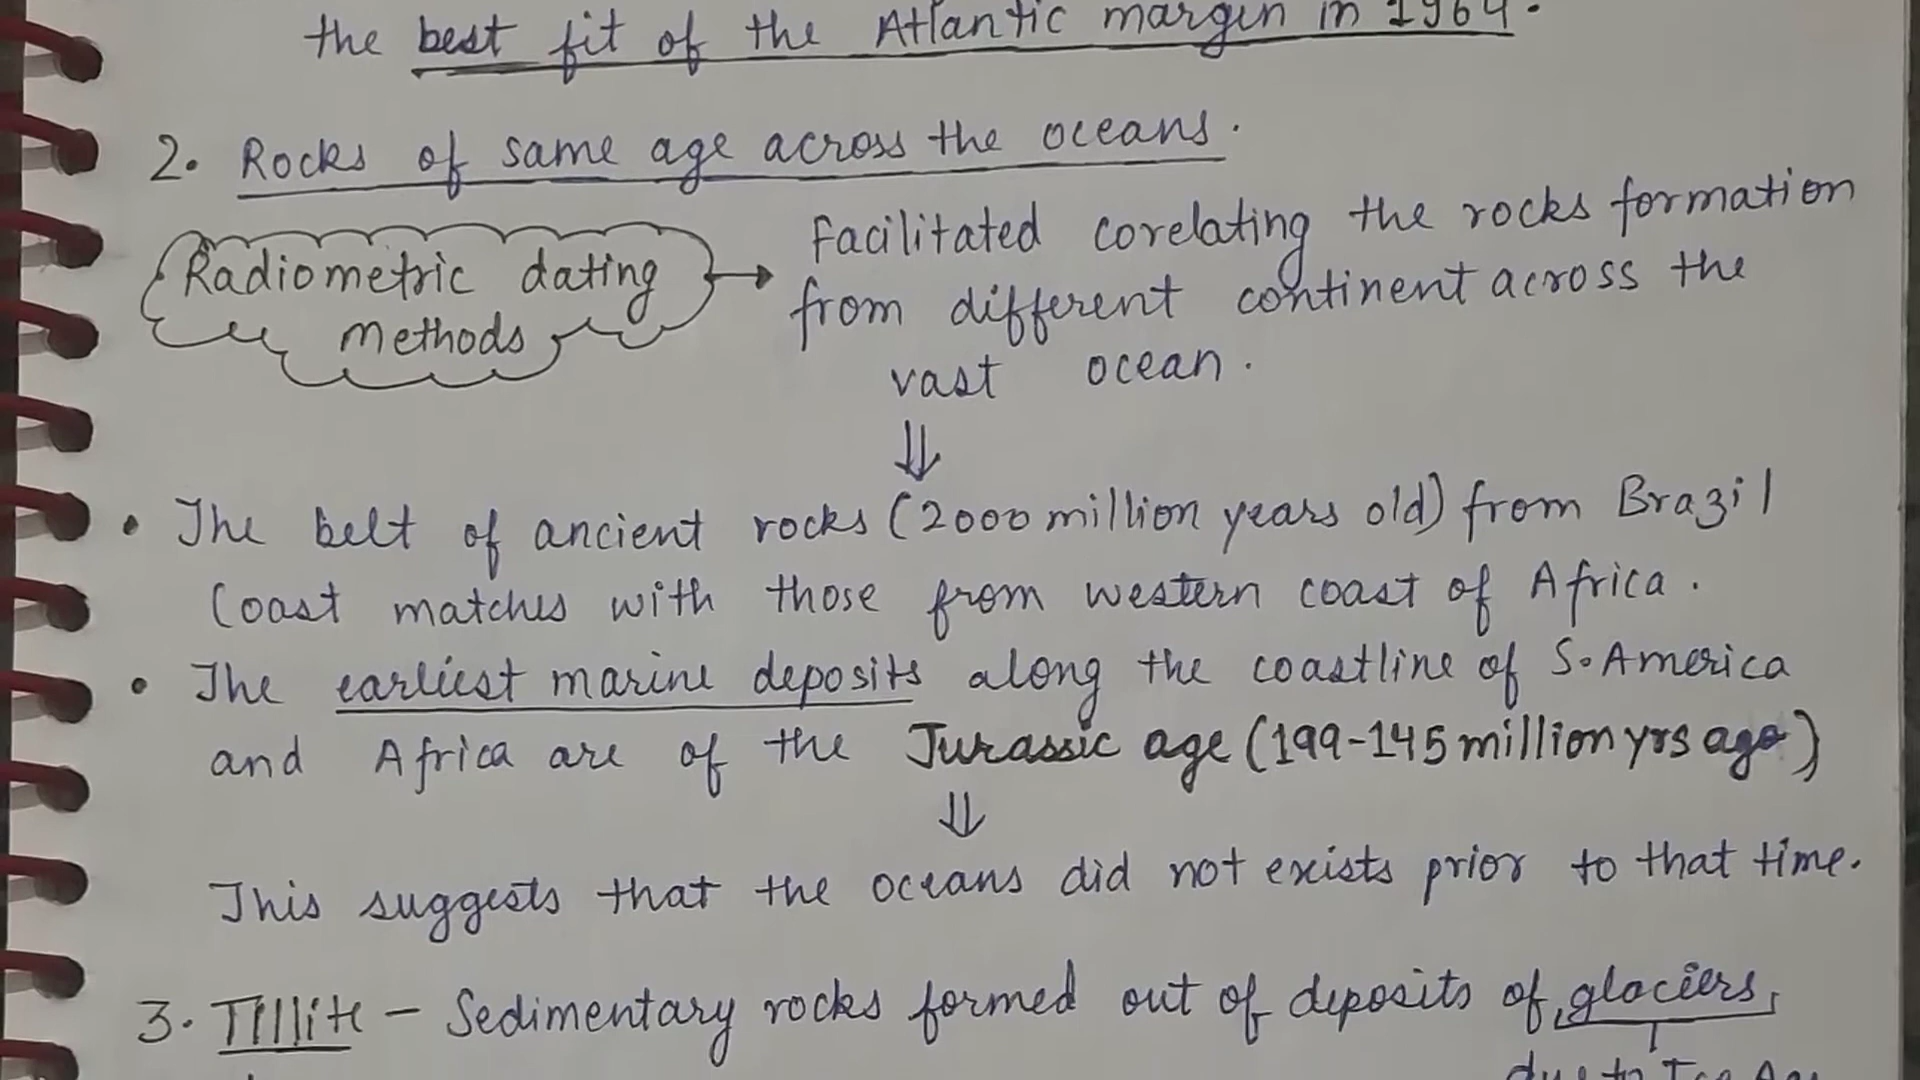 the best fit of the Atlantic margin in 1964.
2. Rocks of same age across the oceans.
Radiometric dating methods → Facilitated corelating the rocks formation
from different continent across the
vast ocean.
⇓
• The belt of ancient rocks (2000 million years old) from Brazil
Coast matches with those from western coast of Africa.
• The earliest marine deposits along the coastline of S. America
and Africa are of the Jurassic age (199-145 million yrs ago)
⇓
This suggests that the oceans did not exists prior to that time.
3. Tillite - Sedimentary rocks formed out of deposits of glaciers,
due to Ice